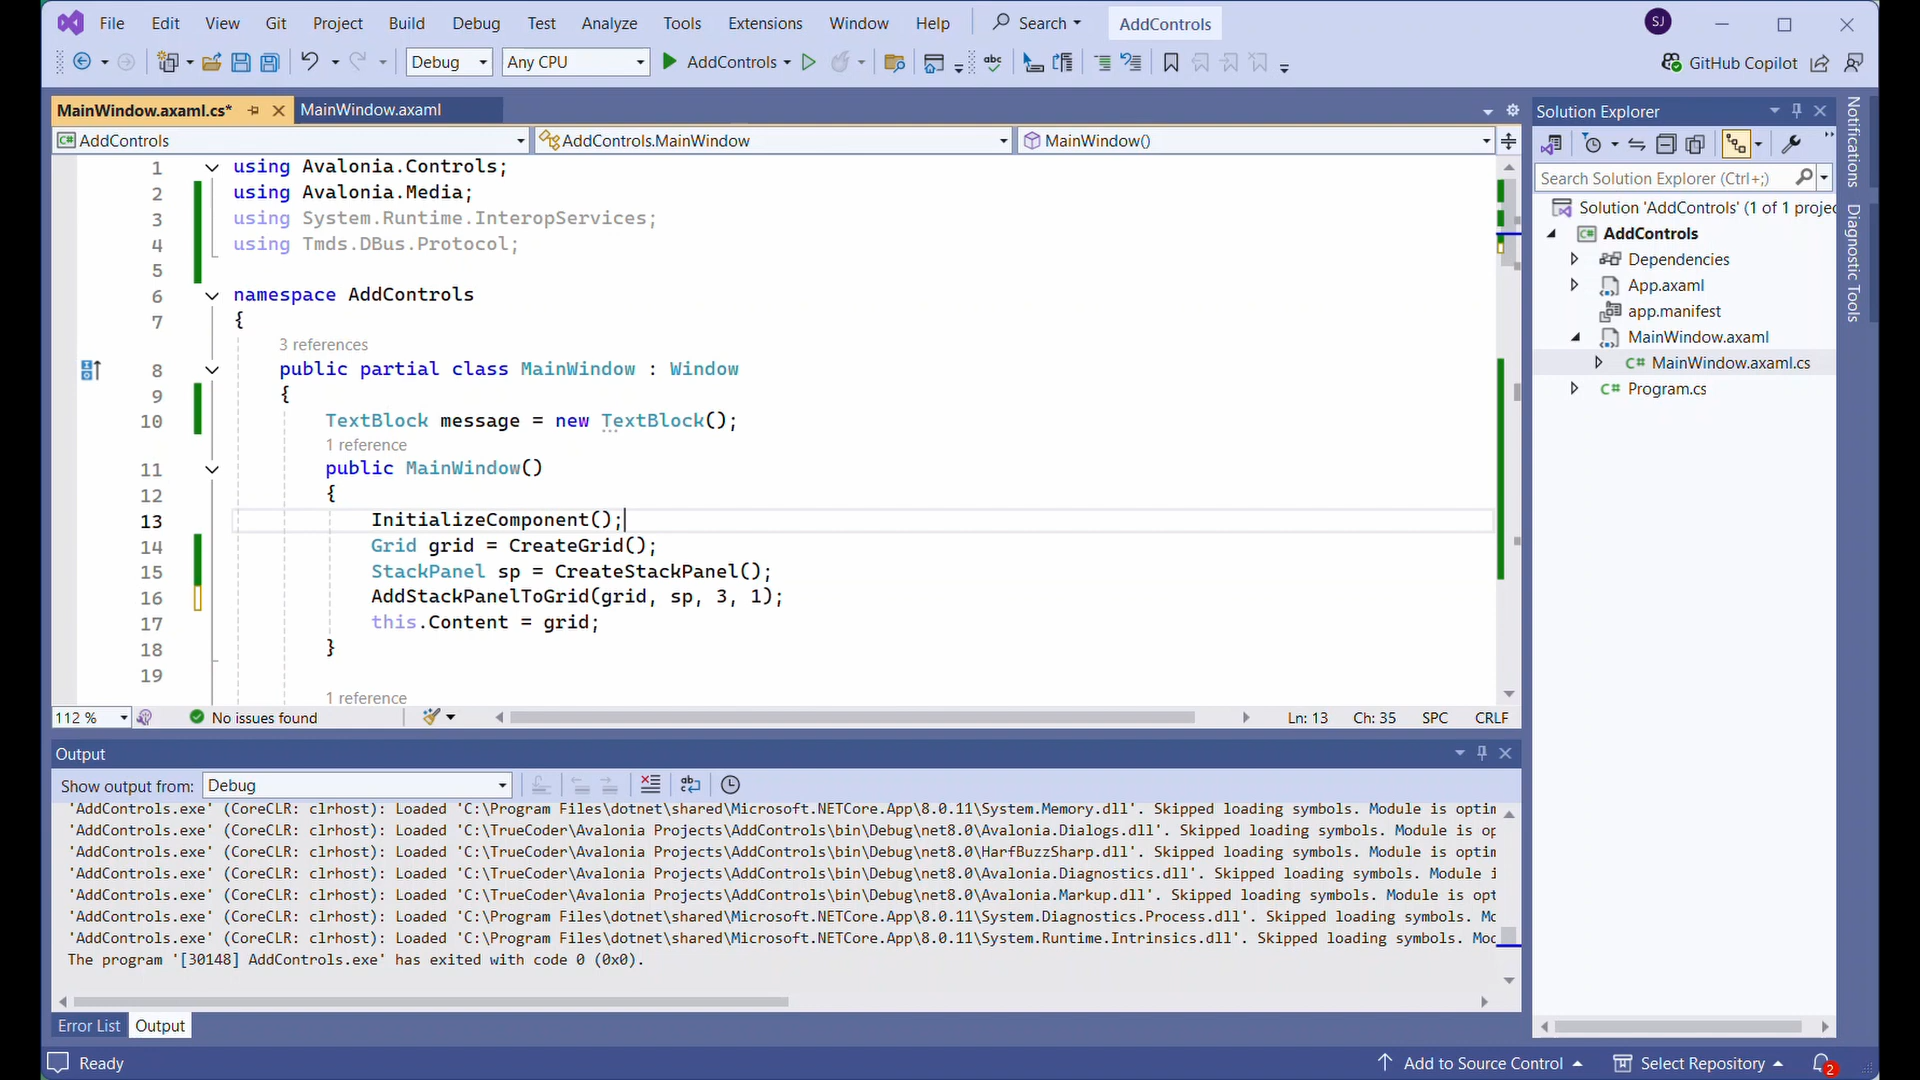 File Edit View Git Project Build Debug Test Analyze Tools Extensions Window Help Search AddControls SJ
Debug Any CPU AddControls GitHub Copilot
MainWindow.axaml.cs* MainWindow.axaml
AddControls AddControls.MainWindow MainWindow()
1 using Avalonia.Controls;
2 using Avalonia.Media;
3 using System.Runtime.InteropServices;
4 using Tmds.DBus.Protocol;
5
6 namespace AddControls
7 {
3 references
8 public partial class MainWindow : Window
9 {
10 TextBlock message = new TextBlock();
1 reference
11 public MainWindow()
12 {
13 InitializeComponent();
14 Grid grid = CreateGrid();
15 StackPanel sp = CreateStackPanel();
16 AddStackPanelToGrid(grid, sp, 3, 1);
17 this.Content = grid;
18 }
19
1 reference
112 % No issues found Ln: 13 Ch: 35 SPC CRLF
Output
Show output from: Debug
'AddControls.exe' (CoreCLR: clrhost): Loaded 'C:\Program Files\dotnet\shared\Microsoft.NETCore.App\8.0.11\System.Memory.dll'. Skipped loading symbols. Module is optim
'AddControls.exe' (CoreCLR: clrhost): Loaded 'C:\TrueCoder\Avalonia Projects\AddControls\bin\Debug\net8.0\Avalonia.Dialogs.dll'. Skipped loading symbols. Module is op
'AddControls.exe' (CoreCLR: clrhost): Loaded 'C:\TrueCoder\Avalonia Projects\AddControls\bin\Debug\net8.0\HarfBuzzSharp.dll'. Skipped loading symbols. Module is optim
'AddControls.exe' (CoreCLR: clrhost): Loaded 'C:\TrueCoder\Avalonia Projects\AddControls\bin\Debug\net8.0\Avalonia.Diagnostics.dll'. Skipped loading symbols. Module i
'AddControls.exe' (CoreCLR: clrhost): Loaded 'C:\TrueCoder\Avalonia Projects\AddControls\bin\Debug\net8.0\Avalonia.Markup.dll'. Skipped loading symbols. Module is opt
'AddControls.exe' (CoreCLR: clrhost): Loaded 'C:\Program Files\dotnet\shared\Microsoft.NETCore.App\8.0.11\System.Diagnostics.Process.dll'. Skipped loading symbols. Mo
'AddControls.exe' (CoreCLR: clrhost): Loaded 'C:\Program Files\dotnet\shared\Microsoft.NETCore.App\8.0.11\System.Runtime.Intrinsics.dll'. Skipped loading symbols. Mod
The program '[30148] AddControls.exe' has exited with code 0 (0x0).
Error List Output
Solution Explorer
Search Solution Explorer (Ctrl+;)
Solution 'AddControls' (1 of 1 projec
AddControls
Dependencies
App.axaml
app.manifest
MainWindow.axaml
C# MainWindow.axaml.cs
C# Program.cs
Notifications
Diagnostic Tools
Ready Add to Source Control Select Repository 2